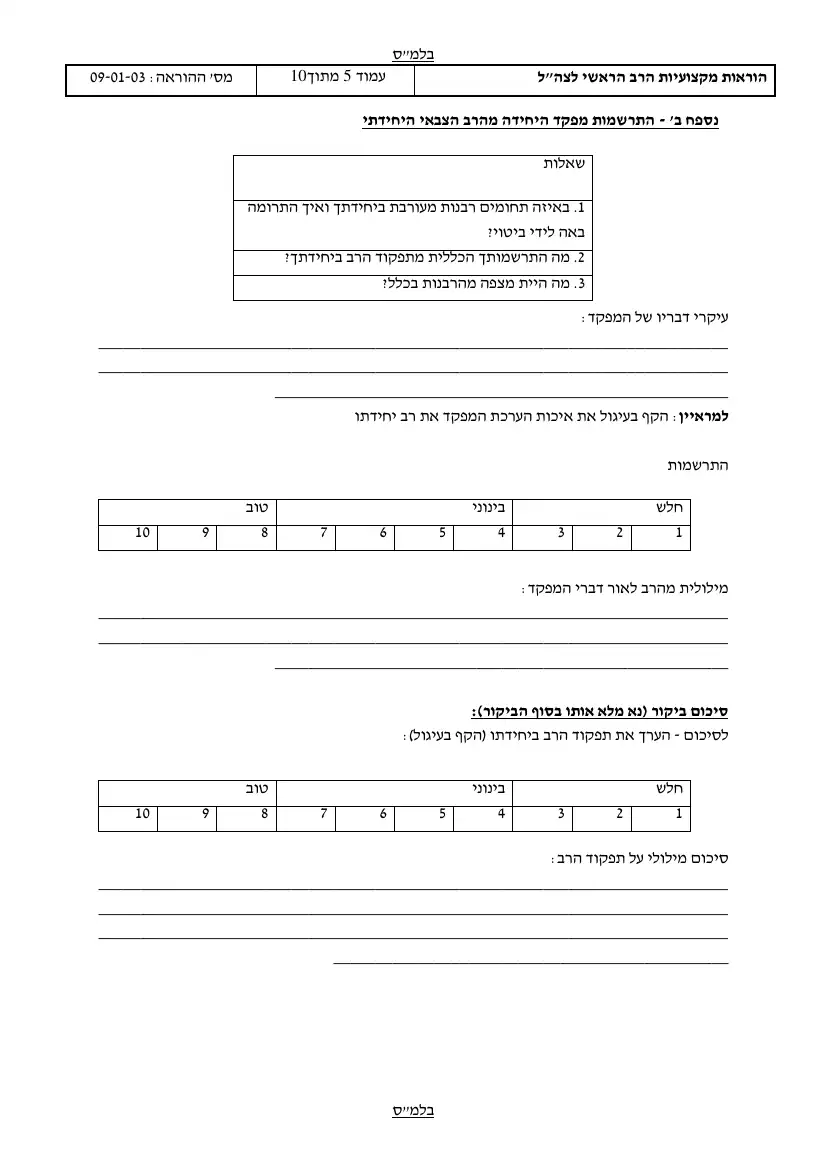 בלמ"ס
הוראות מקצועיות הרב הראשי לצה"ל עמוד 5 מתוך10 מס' ההוראה : 09-01-03
נספח ב' - התרשמות מפקד היחידה מהרב הצבאי היחידתי
שאלות
1. באיזה תחומים רבנות מעורבת ביחידתך ואיך התרומה
באה לידי ביטוי?
2. מה התרשמותך הכללית מתפקוד הרב ביחידתך?
3. מה היית מצפה מהרבנות בכלל?
עיקרי דבריו של המפקד :
למראיין : הקף בעיגול את איכות הערכת המפקד את רב יחידתו
התרשמות
חלש בינוני טוב
1 2 3 4 5 6 7 8 9 10
מילולית מהרב לאור דברי המפקד :
סיכום ביקור (נא מלא אותו בסוף הביקור):
לסיכום - הערך את תפקוד הרב ביחידתו (הקף בעיגול) :
חלש בינוני טוב
1 2 3 4 5 6 7 8 9 10
סיכום מילולי על תפקוד הרב :
בלמ"ס